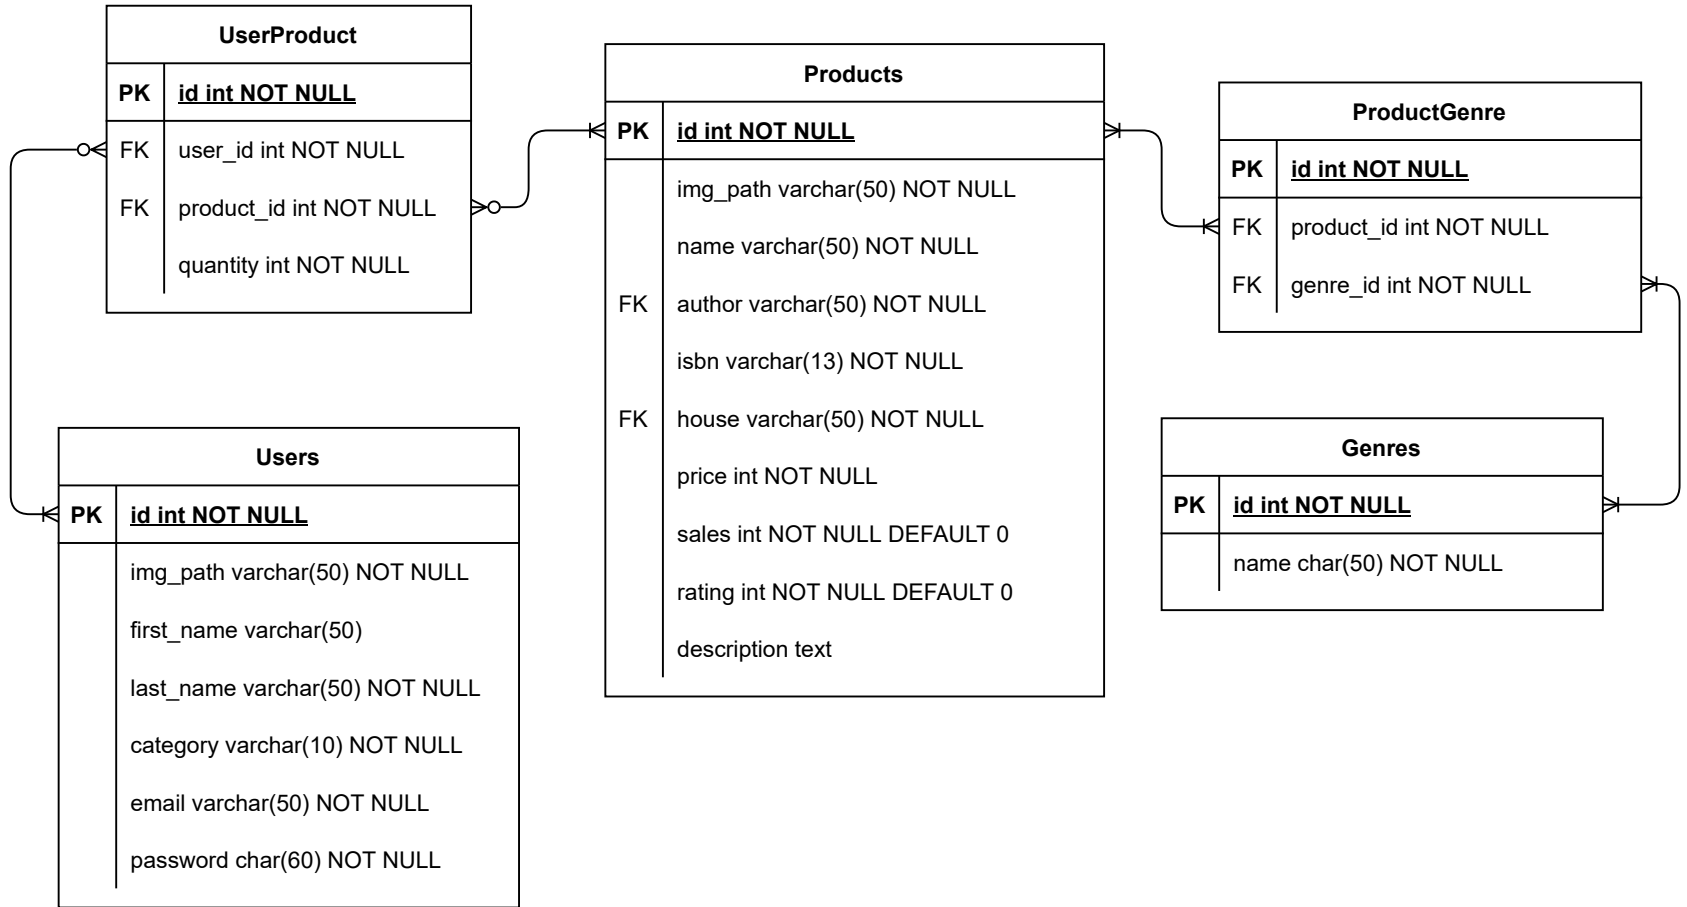 UserProduct
PK id int NOT NULL
FK user_id int NOT NULL
FK product_id int NOT NULL
quantity int NOT NULL
Users
PK id int NOT NULL
img_path varchar(50) NOT NULL
first_name varchar(50)
last_name varchar(50) NOT NULL
category varchar(10) NOT NULL
email varchar(50) NOT NULL
password char(60) NOT NULL
Products
PK id int NOT NULL
img_path varchar(50) NOT NULL
name varchar(50) NOT NULL
FK author varchar(50) NOT NULL
isbn varchar(13) NOT NULL
FK house varchar(50) NOT NULL
price int NOT NULL
sales int NOT NULL DEFAULT 0
rating int NOT NULL DEFAULT 0
description text
ProductGenre
PK id int NOT NULL
FK product_id int NOT NULL
FK genre_id int NOT NULL
Genres
PK id int NOT NULL
name char(50) NOT NULL